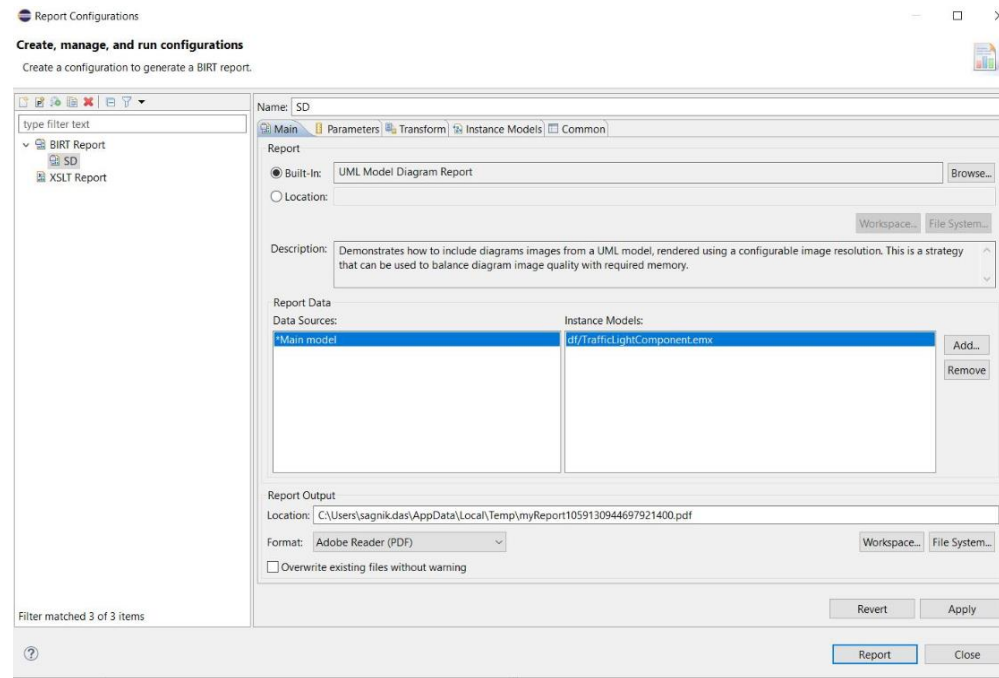 Report Configurations
Create, manage, and run configurations
Create a configuration to generate a BIRT report.
type filter text
BIRT Report
SD
XSLT Report
Filter matched 3 of 3 items
Name: SD
Main Parameters Transform Instance Models Common
Report
Built-In: UML Model Diagram Report Browse...
Location:
Workspace... File System...
Description: Demonstrates how to include diagrams images from a UML model, rendered using a configurable image resolution. This is a strategy
that can be used to balance diagram image quality with required memory.
Report Data
Data Sources: Instance Models:
*Main model df/TrafficLightComponent.emx
Add...
Remove
Report Output
Location: C:\Users\sagnik.das\AppData\Local\Temp\myReport1059130944697921400.pdf
Format: Adobe Reader (PDF) Workspace... File System...
Overwrite existing files without warning
Revert Apply
? Report Close